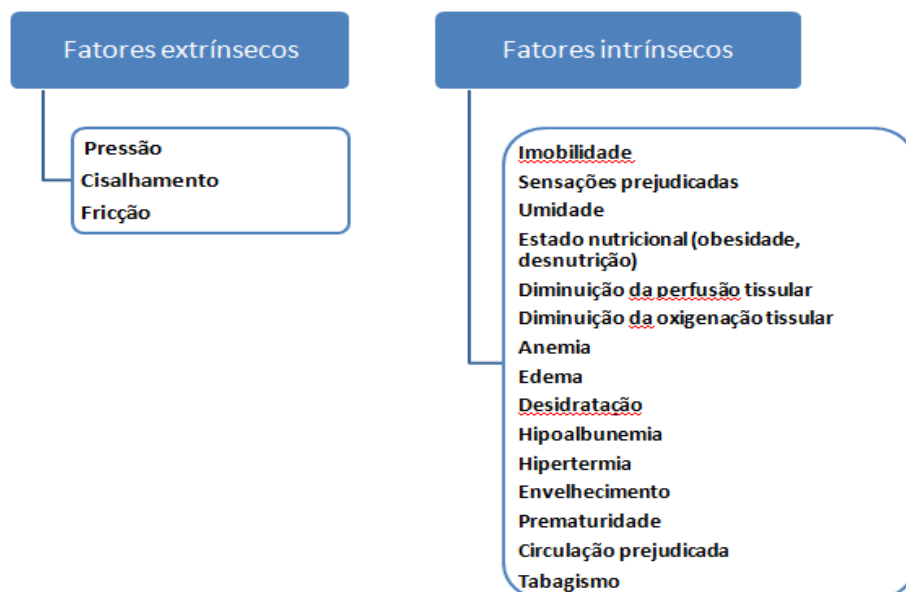 Fatores extrínsecos
Pressão
Cisalhamento
Fricção
Fatores intrínsecos
Imobilidade
Sensações prejudicadas
Umidade
Estado nutricional (obesidade,
desnutrição)
Diminuição da perfusão tissular
Diminuição da oxigenação tissular
Anemia
Edema
Desidratação
Hipoalbunemia
Hipertermia
Envelhecimento
Prematuridade
Circulação prejudicada
Tabagismo